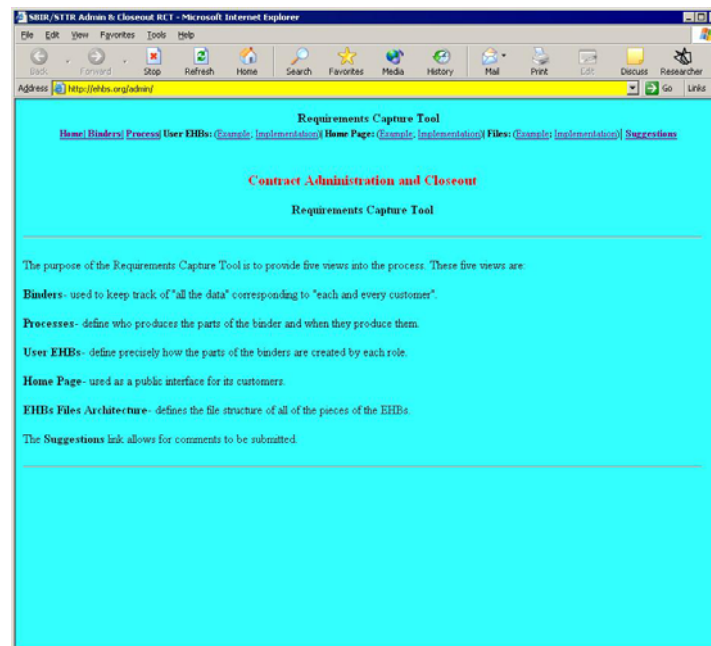 SBIR/STTR Admin & Closeout RCT - Microsoft Internet Explorer
File Edit View Favorites Tools Help
Back Forward Stop Refresh Home Search Favorites Media History Mail Print Edit Discuss Researcher
Address http://ehbs.org/admin/ Go Links
Requirements Capture Tool
Home| Binders| Process| User EHBs: (Example; Implementation)| Home Page: (Example, Implementation)| Files: (Example; Implementation)| Suggestions
Contract Administration and Closeout
Requirements Capture Tool
The purpose of the Requirements Capture Tool is to provide five views into the process. These five views are:
Binders- used to keep track of "all the data" corresponding to "each and every customer".
Processes- define who produces the parts of the binder and when they produce them.
User EHBs- define precisely how the parts of the binders are created by each role.
Home Page- used as a public interface for its customers.
EHBs Files Architecture- defines the file structure of all of the pieces of the EHBs.
The Suggestions link allows for comments to be submitted.